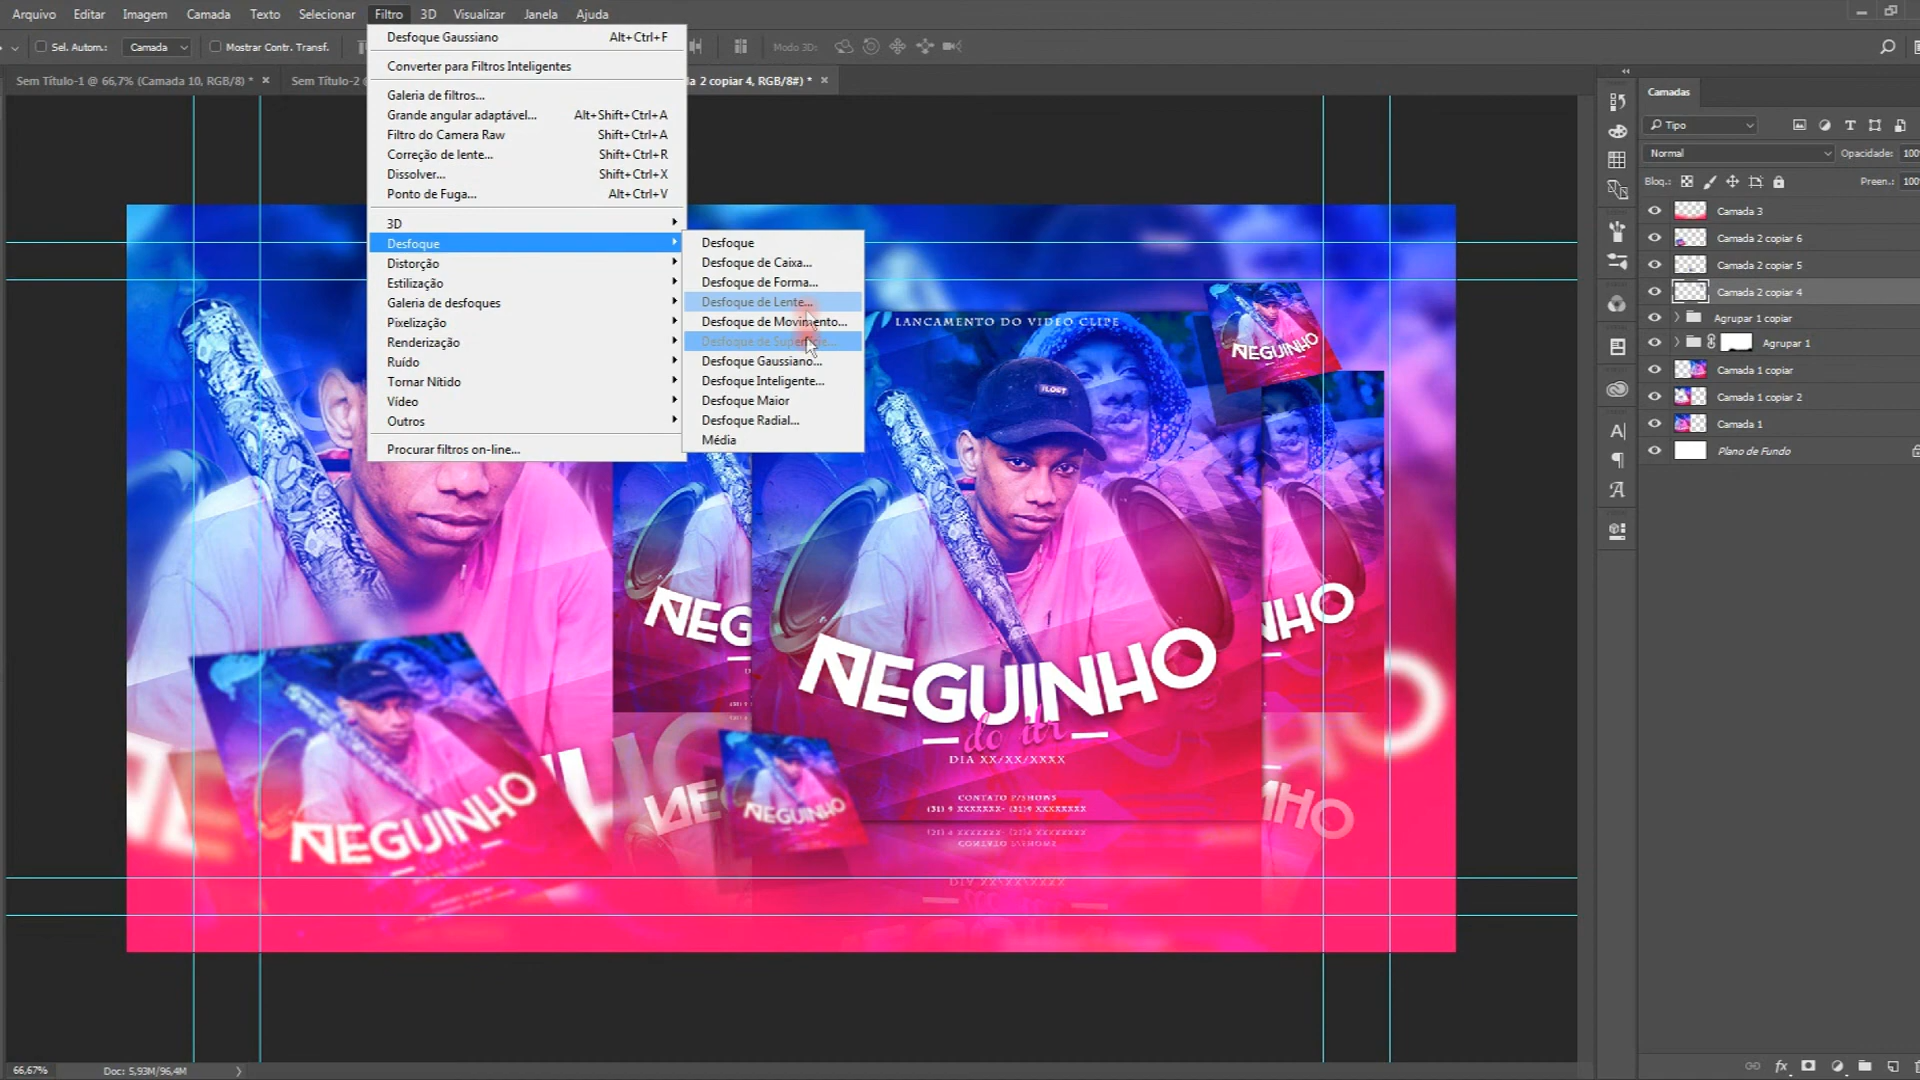 Arquivo Editar Imagem Camada Texto Selecionar Filtro 3D Visualizar Janela Ajuda
Sel. Autom.: Camada Mostrar Contr. Transf. Modo 3D:
Sem Título-1 @ 66,7% (Camada 10, RGB/8) * × Sem Título-2 @ 2 copiar 4, RGB/8#) * ×
Desfoque Gaussiano Alt+Ctrl+F
Converter para Filtros Inteligentes
Galeria de filtros...
Grande angular adaptável... Alt+Shift+Ctrl+A
Filtro do Camera Raw Shift+Ctrl+A
Correção de lente... Shift+Ctrl+R
Dissolver... Shift+Ctrl+X
Ponto de Fuga... Alt+Ctrl+V
3D
Desfoque
Distorção
Estilização
Galeria de desfoques
Pixelização
Renderização
Ruído
Tornar Nítido
Vídeo
Outros
Procurar filtros on-line...
Desfoque
Desfoque de Caixa...
Desfoque de Forma...
Desfoque de Lente...
Desfoque de Movimento...
Desfoque de Superfície...
Desfoque Gaussiano...
Desfoque Inteligente...
Desfoque Maior
Desfoque Radial...
Média
LANCAMENTO DO VIDEO CLIPE
NEGUINHO
NEG
NEGUINHO
do itr
DIA XX/XX/XXXX
CONTATO P/SHOWS
(31) 9 XXXXXXX- (31)9 XXXXXXXX
NHO
NEGUINHO
NEGUINHO
Camadas
Tipo
Normal Opacidade: 100
Bloq.: Preen.: 100
Camada 3
Camada 2 copiar 6
Camada 2 copiar 5
Camada 2 copiar 4
Agrupar 1 copiar
Agrupar 1
Camada 1 copiar
Camada 1 copiar 2
Camada 1
Plano de Fundo
66,67% Doc: 5,93M/96,4M